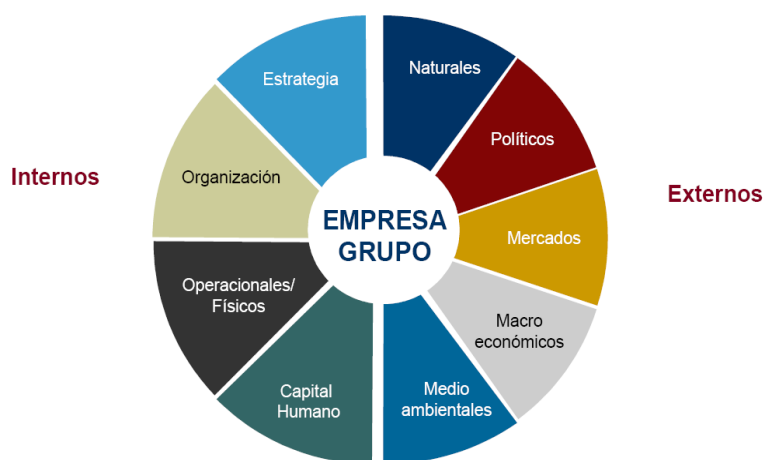 Internos
Estrategia
Organización
Operacionales/
Físicos
Capital
Humano
EMPRESA
GRUPO
Naturales
Políticos
Mercados
Macro
económicos
Medio
ambientales
Externos